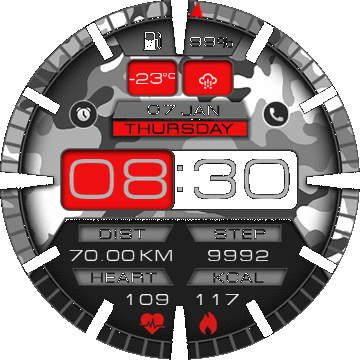 99%
-23°C
07 JAN
THURSDAY
08:30
DIST STEP
70.00 KM 9992
HEART KCAL
109 117